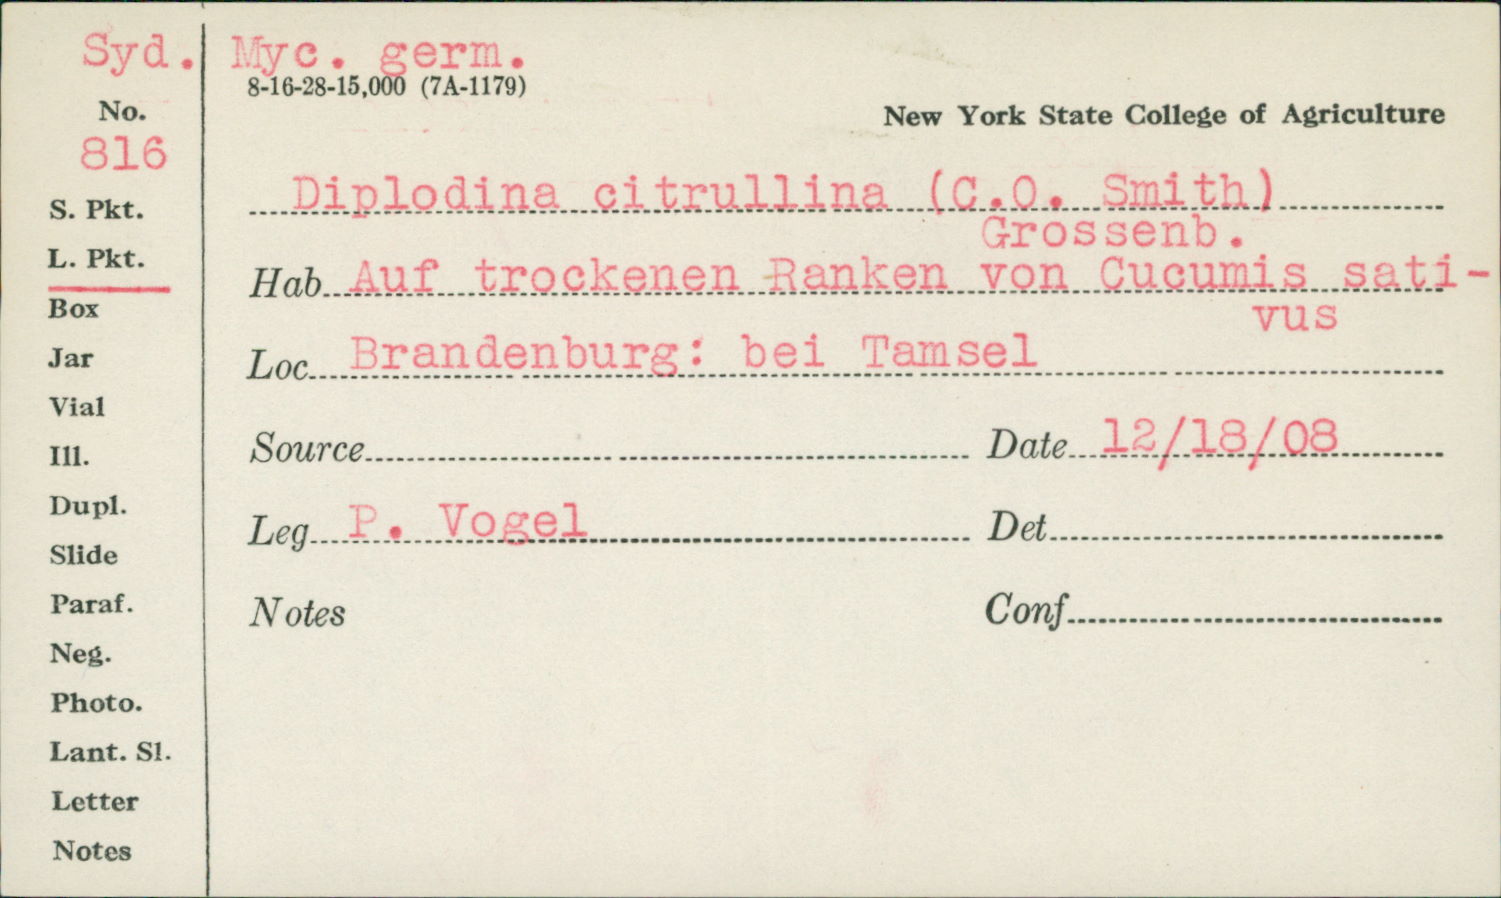 Syd. Myc. germ.
8-16-28-15,000 (7A-1179)
No.
New York State College of Agriculture
816
Diplodina citrullina (C.O. Smith)
S. Pkt.
Grossenb.
L. Pkt.
Hab Auf trockenen Ranken von Cucumis sati-
Box
vus
Jar
Loc Brandenburg: bei Tamsel
Vial
Source Date 12/18/08
Ill.
Dupl.
Leg P. Vogel Det
Slide
Paraf.
Notes Conf
Neg.
Photo.
Lant. Sl.
Letter
Notes